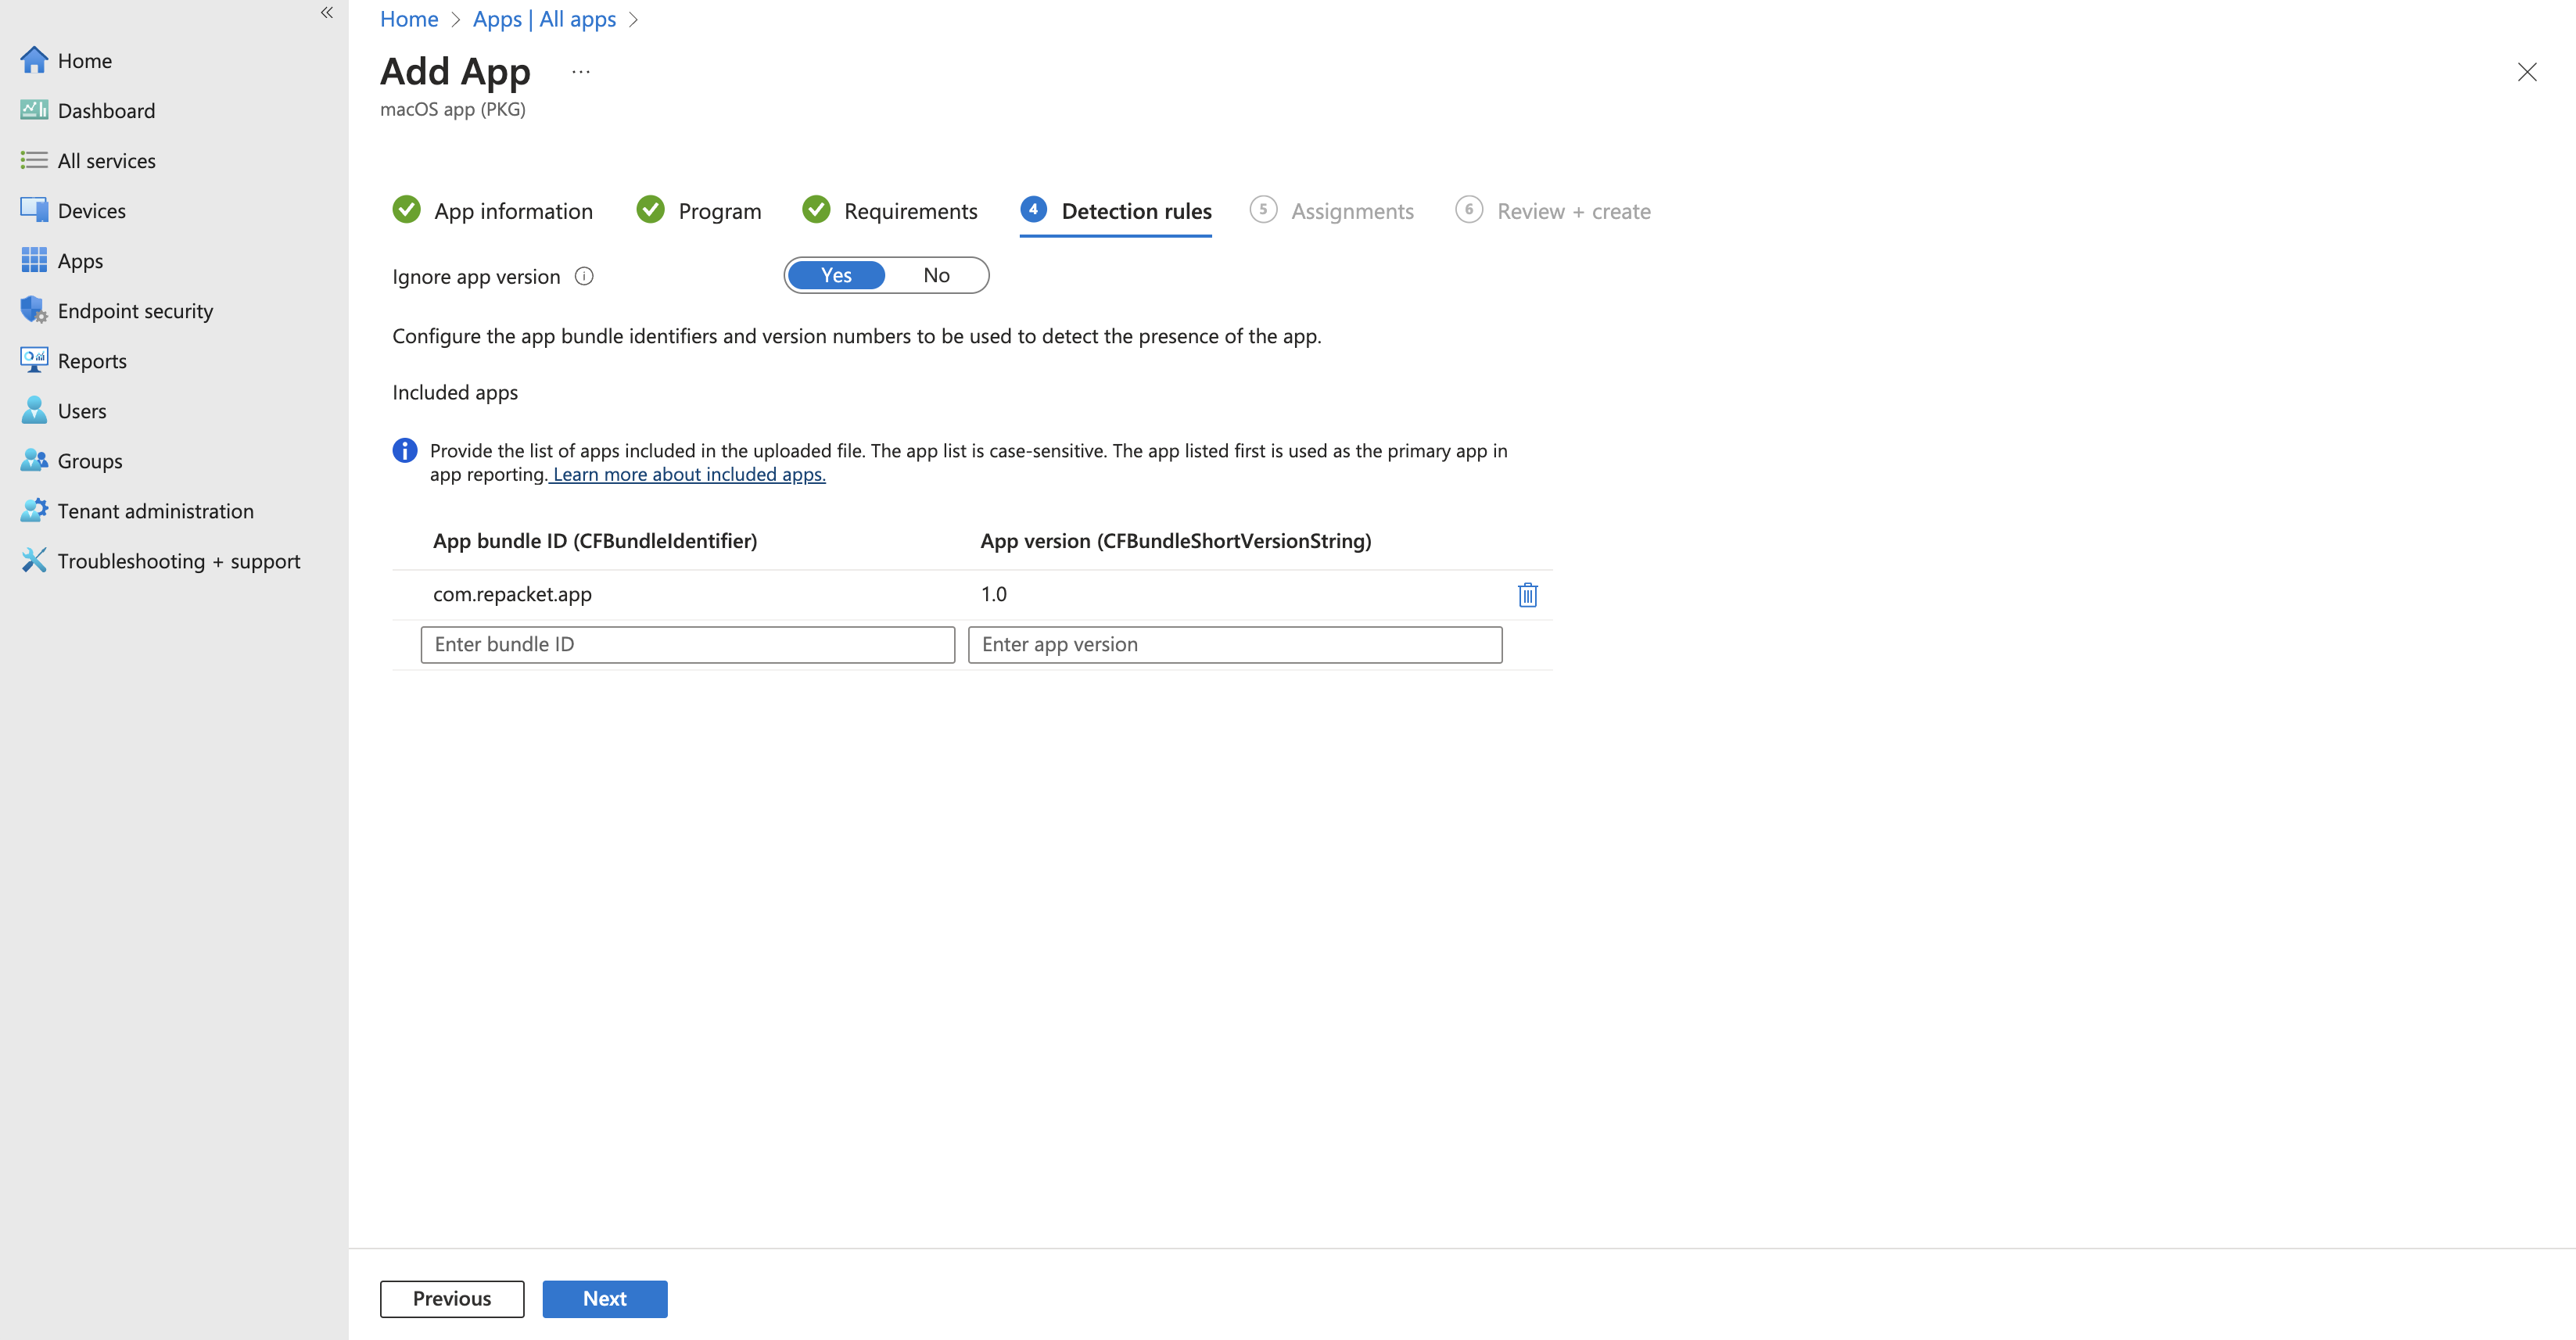 Home
Dashboard
All services
Devices
Apps
Endpoint security
Reports
Users
Groups
Tenant administration
Troubleshooting + support
Home > Apps | All apps >
Add App ...
macOS app (PKG)
App information Program Requirements 4 Detection rules 5 Assignments 6 Review + create
Ignore app version Yes No
Configure the app bundle identifiers and version numbers to be used to detect the presence of the app.
Included apps
Provide the list of apps included in the uploaded file. The app list is case-sensitive. The app listed first is used as the primary app in
app reporting. Learn more about included apps.
App bundle ID (CFBundleIdentifier) App version (CFBundleShortVersionString)
com.repacket.app 1.0
Enter bundle ID Enter app version
Previous Next